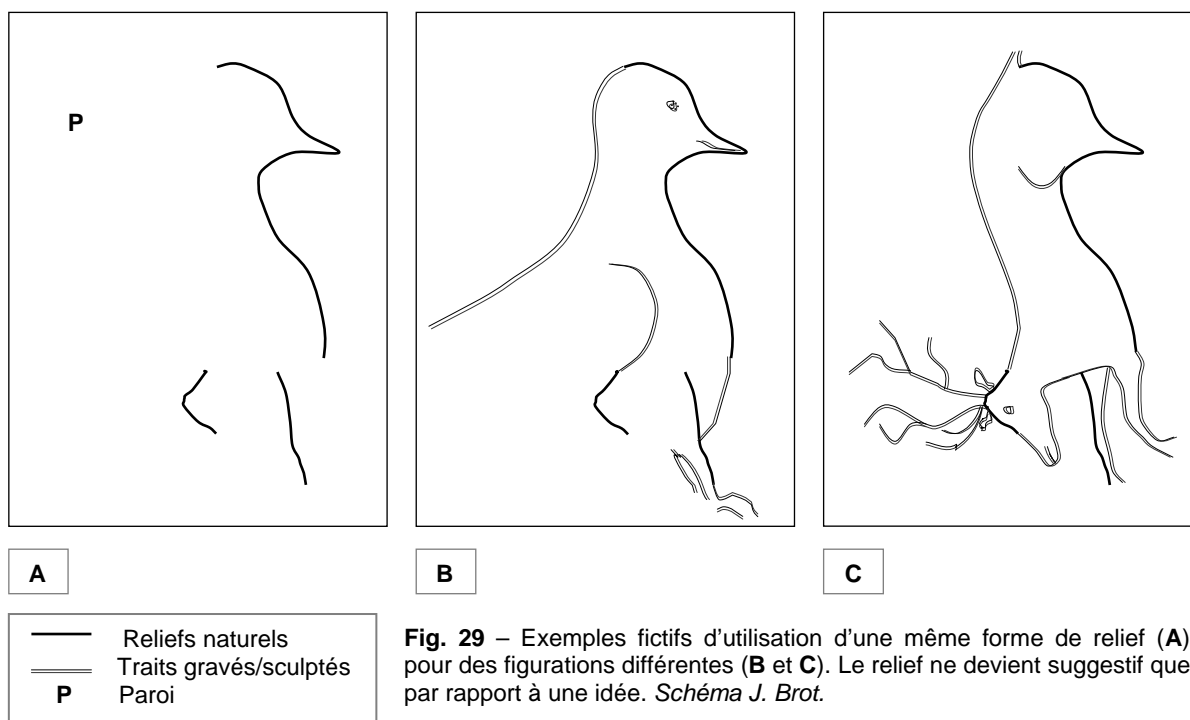 P
A
B
C
Reliefs naturels
Traits gravés/sculptés
P Paroi
Fig. 29 – Exemples fictifs d'utilisation d'une même forme de relief (A)
pour des figurations différentes (B et C). Le relief ne devient suggestif que
par rapport à une idée. Schéma J. Brot.